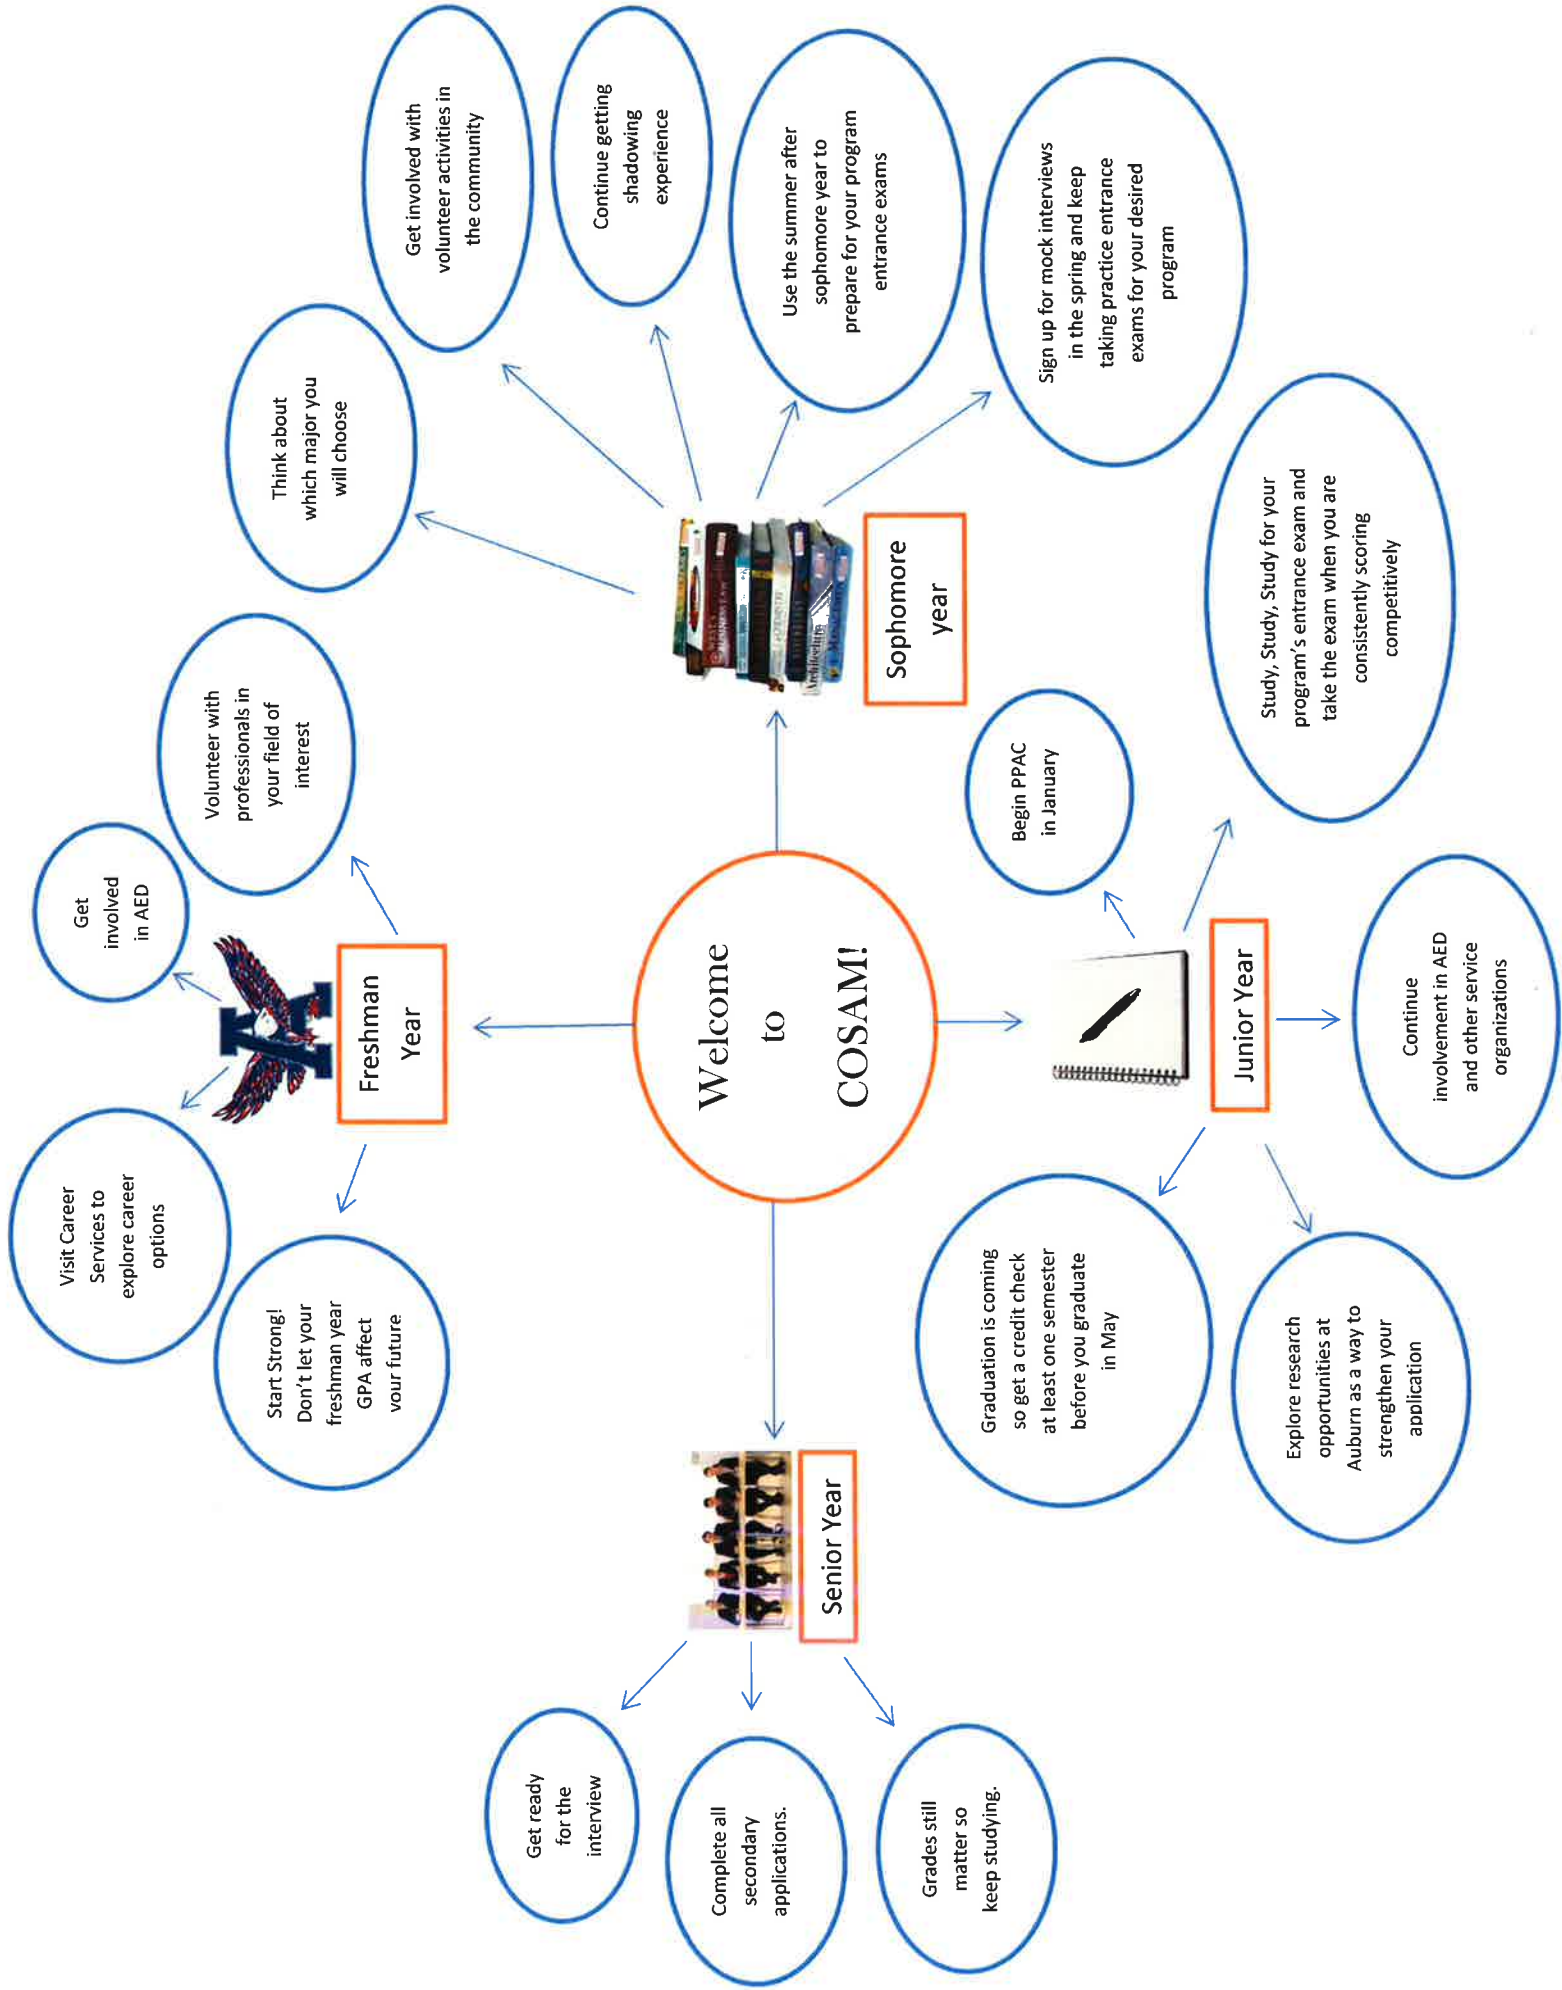 Welcome
to
COSAM!
Freshman
Year
Start Strong!
Don't let your
freshman year
GPA affect
your future
Visit Career
Services to
explore career
options
Get
involved
in AED
Volunteer with
professionals in
your field of
interest
Sophomore
year
Think about
which major you
will choose
Get involved with
volunteer activities in
the community
Continue getting
shadowing
experience
Use the summer after
sophomore year to
prepare for your program
entrance exams
Sign up for mock interviews
in the spring and keep
taking practice entrance
exams for your desired
program
Architecture
Junior Year
Begin PPAC
in January
Study, Study, Study for your
program's entrance exam and
take the exam when you are
consistently scoring
competitively
Continue
involvement in AED
and other service
organizations
Explore research
opportunities at
Auburn as a way to
strengthen your
application
Graduation is coming
so get a credit check
at least one semester
before you graduate
in May
Senior Year
Get ready
for the
interview
Complete all
secondary
applications.
Grades still
matter so
keep studying.